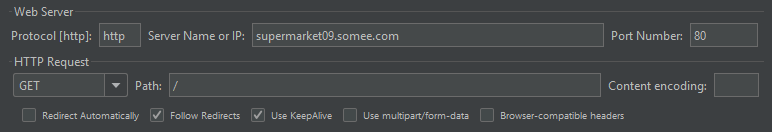 Web Server
Protocol [http]: http Server Name or IP: supermarket09.somee.com Port Number: 80
HTTP Request
GET Path: / Content encoding:
Redirect Automatically Follow Redirects Use KeepAlive Use multipart/form-data Browser-compatible headers